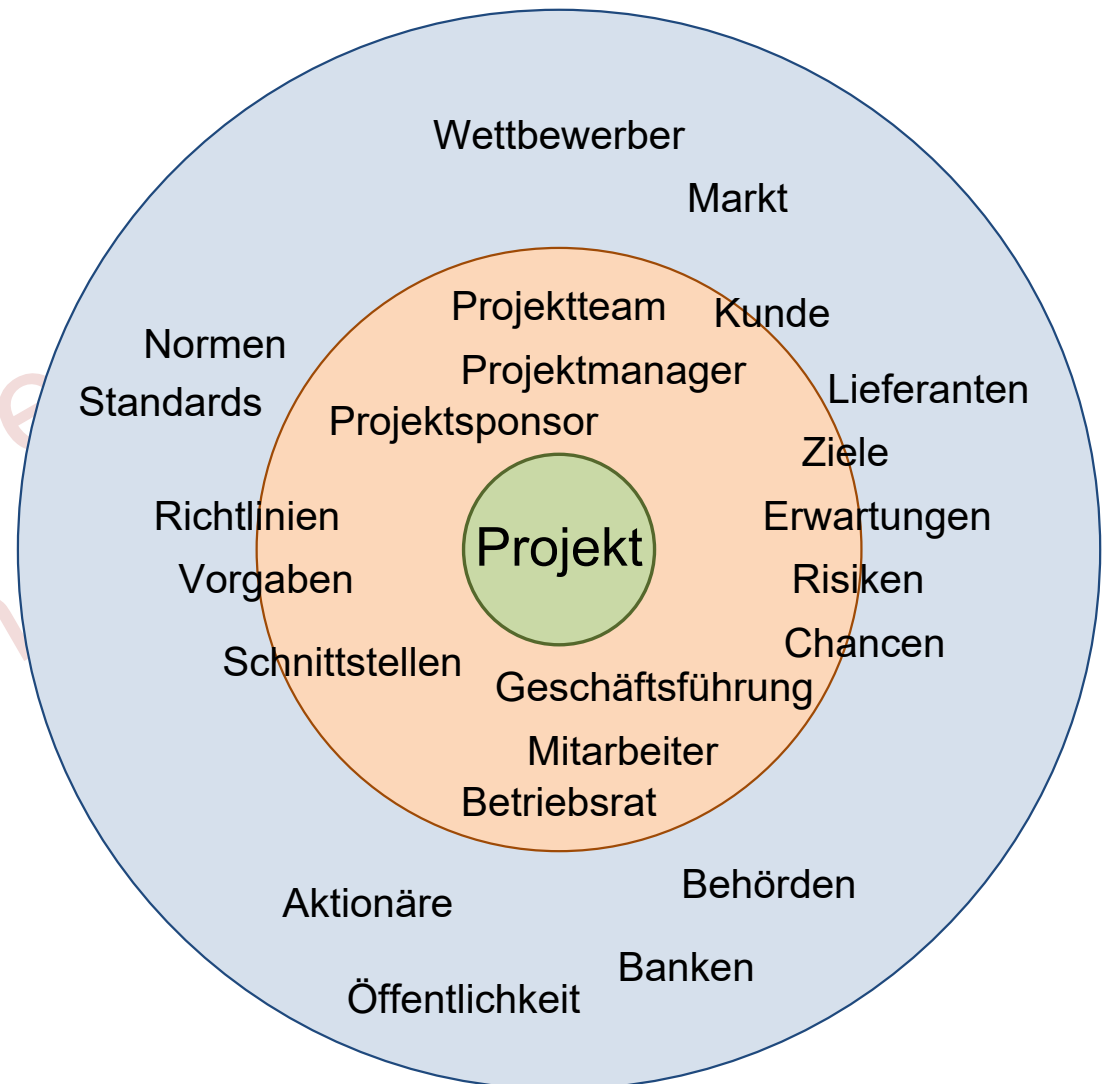 Wettbewerber
Markt
Projektteam
Kunde
Normen
Projektmanager
Lieferanten
Standards
Projektsponsor
Ziele
Richtlinien
Erwartungen
Projekt
Vorgaben
Risiken
Schnittstellen
Chancen
Geschäftsführung
Mitarbeiter
Betriebsrat
Aktionäre
Behörden
Banken
Öffentlichkeit